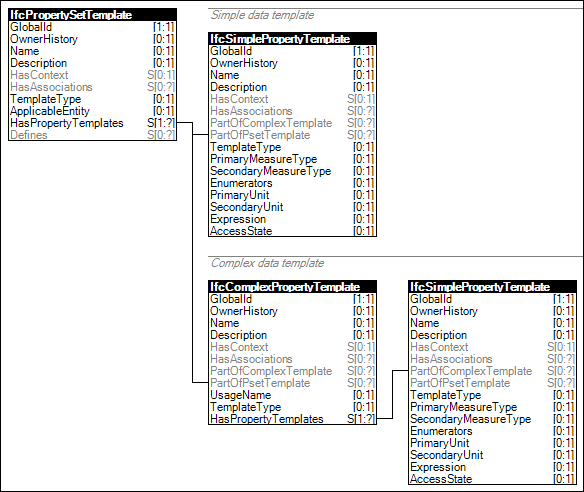 IfcPropertySetTemplate
GlobalId [1:1]
OwnerHistory [0:1]
Name [0:1]
Description [0:1]
HasContext S[0:1]
HasAssociations S[0:?]
TemplateType [0:1]
ApplicableEntity [0:1]
HasPropertyTemplates S[1:?]
Defines S[0:?]
Simple data template
IfcSimplePropertyTemplate
GlobalId [1:1]
OwnerHistory [0:1]
Name [0:1]
Description [0:1]
HasContext S[0:1]
HasAssociations S[0:?]
PartOfComplexTemplate S[0:?]
PartOfPsetTemplate S[0:?]
TemplateType [0:1]
PrimaryMeasureType [0:1]
SecondaryMeasureType [0:1]
Enumerators [0:1]
PrimaryUnit [0:1]
SecondaryUnit [0:1]
Expression [0:1]
AccessState [0:1]
Complex data template
IfcComplexPropertyTemplate
GlobalId [1:1]
OwnerHistory [0:1]
Name [0:1]
Description [0:1]
HasContext S[0:1]
HasAssociations S[0:?]
PartOfComplexTemplate S[0:?]
PartOfPsetTemplate S[0:?]
UsageName [0:1]
TemplateType [0:1]
HasPropertyTemplates S[1:?]
IfcSimplePropertyTemplate
GlobalId [1:1]
OwnerHistory [0:1]
Name [0:1]
Description [0:1]
HasContext S[0:1]
HasAssociations S[0:?]
PartOfComplexTemplate S[0:?]
PartOfPsetTemplate S[0:?]
TemplateType [0:1]
PrimaryMeasureType [0:1]
SecondaryMeasureType [0:1]
Enumerators [0:1]
PrimaryUnit [0:1]
SecondaryUnit [0:1]
Expression [0:1]
AccessState [0:1]